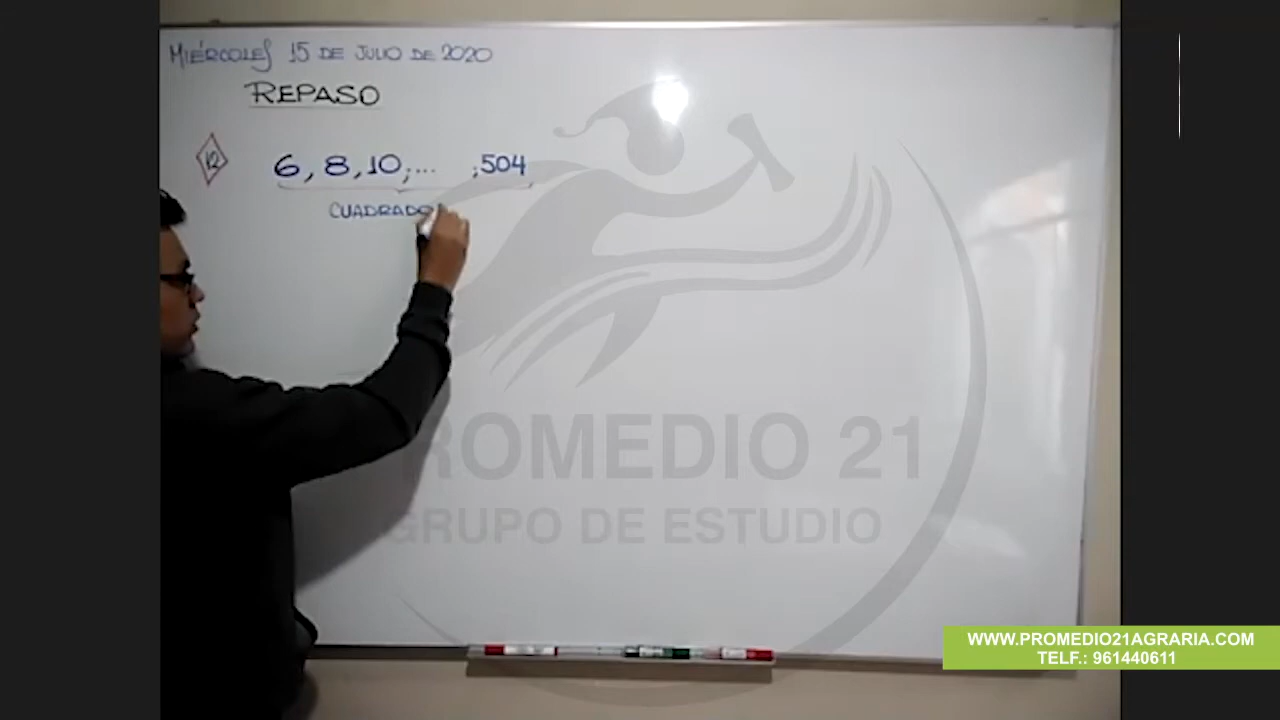 MIÉRCOLES 15 DE JULIO DE 2020
REPASO
12
6, 8, 10; ... ; 504
CUADRADOS
PROMEDIO 21
GRUPO DE ESTUDIO
WWW.PROMEDIO21AGRARIA.COM
TELF.: 961440611